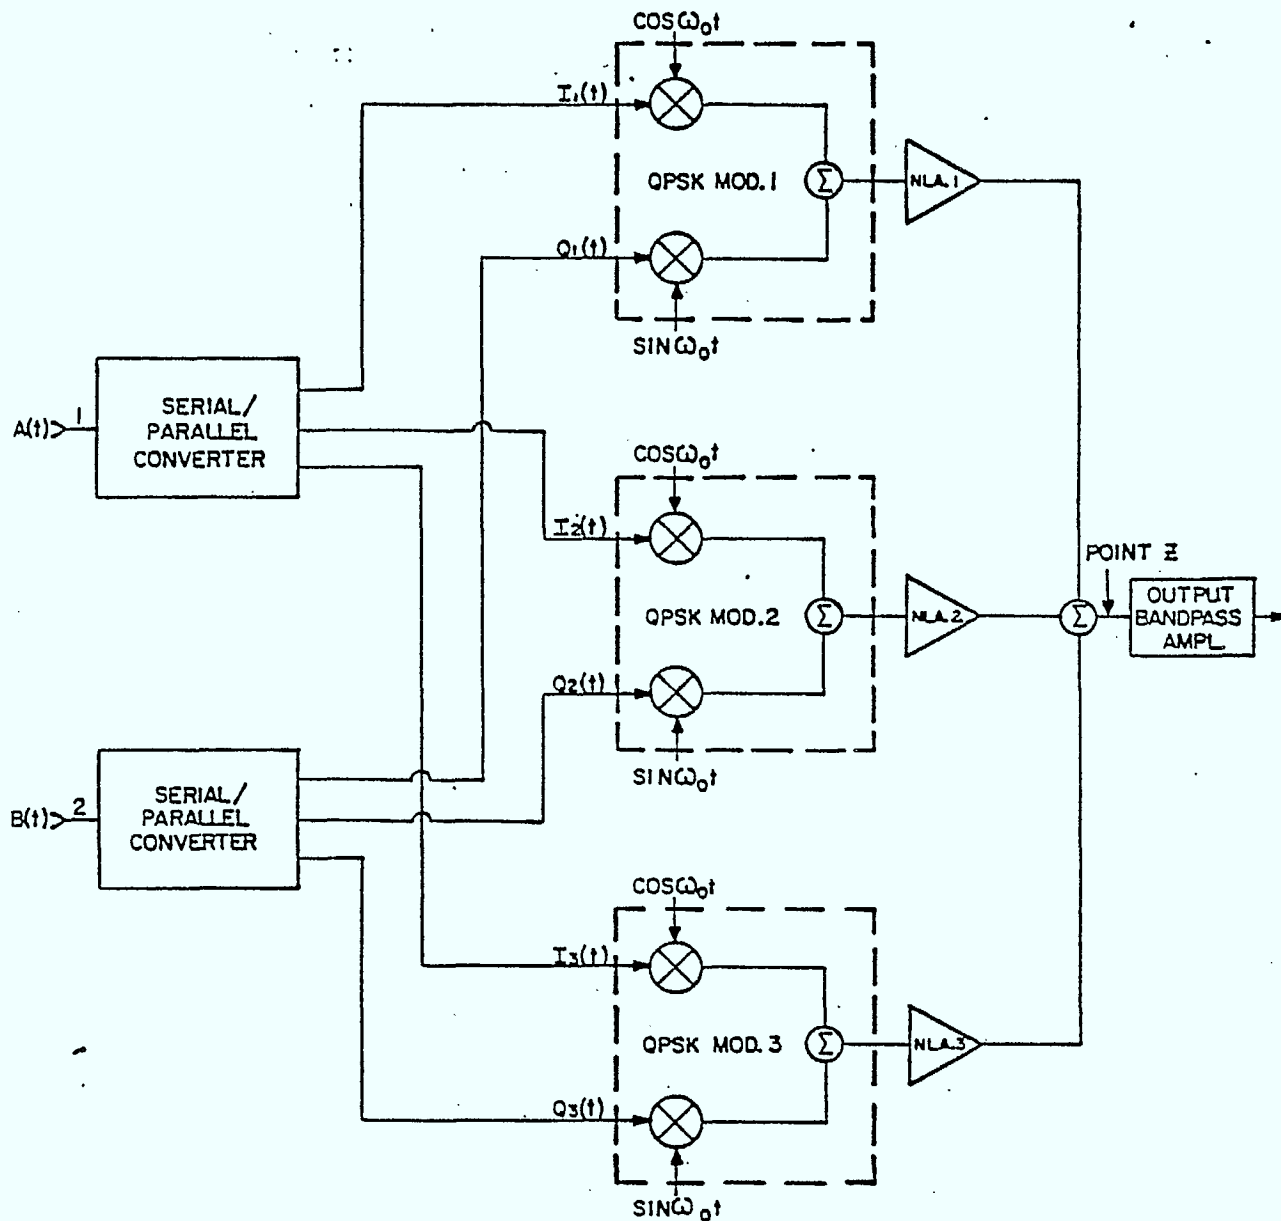 COSω₀t
I₁(t)
QPSK MOD.1
Σ
NLA.1
Q₁(t)
SINω₀t
A(t)
1
SERIAL/
PARALLEL
CONVERTER
COSω₀t
I₂(t)
QPSK MOD.2
Σ
NLA.2
Q₂(t)
SINω₀t
Σ
POINT Z
OUTPUT
BANDPASS
AMPL.
B(t)
2
SERIAL/
PARALLEL
CONVERTER
COSω₀t
I₃(t)
QPSK MOD.3
Σ
NLA.3
Q₃(t)
SINω₀t